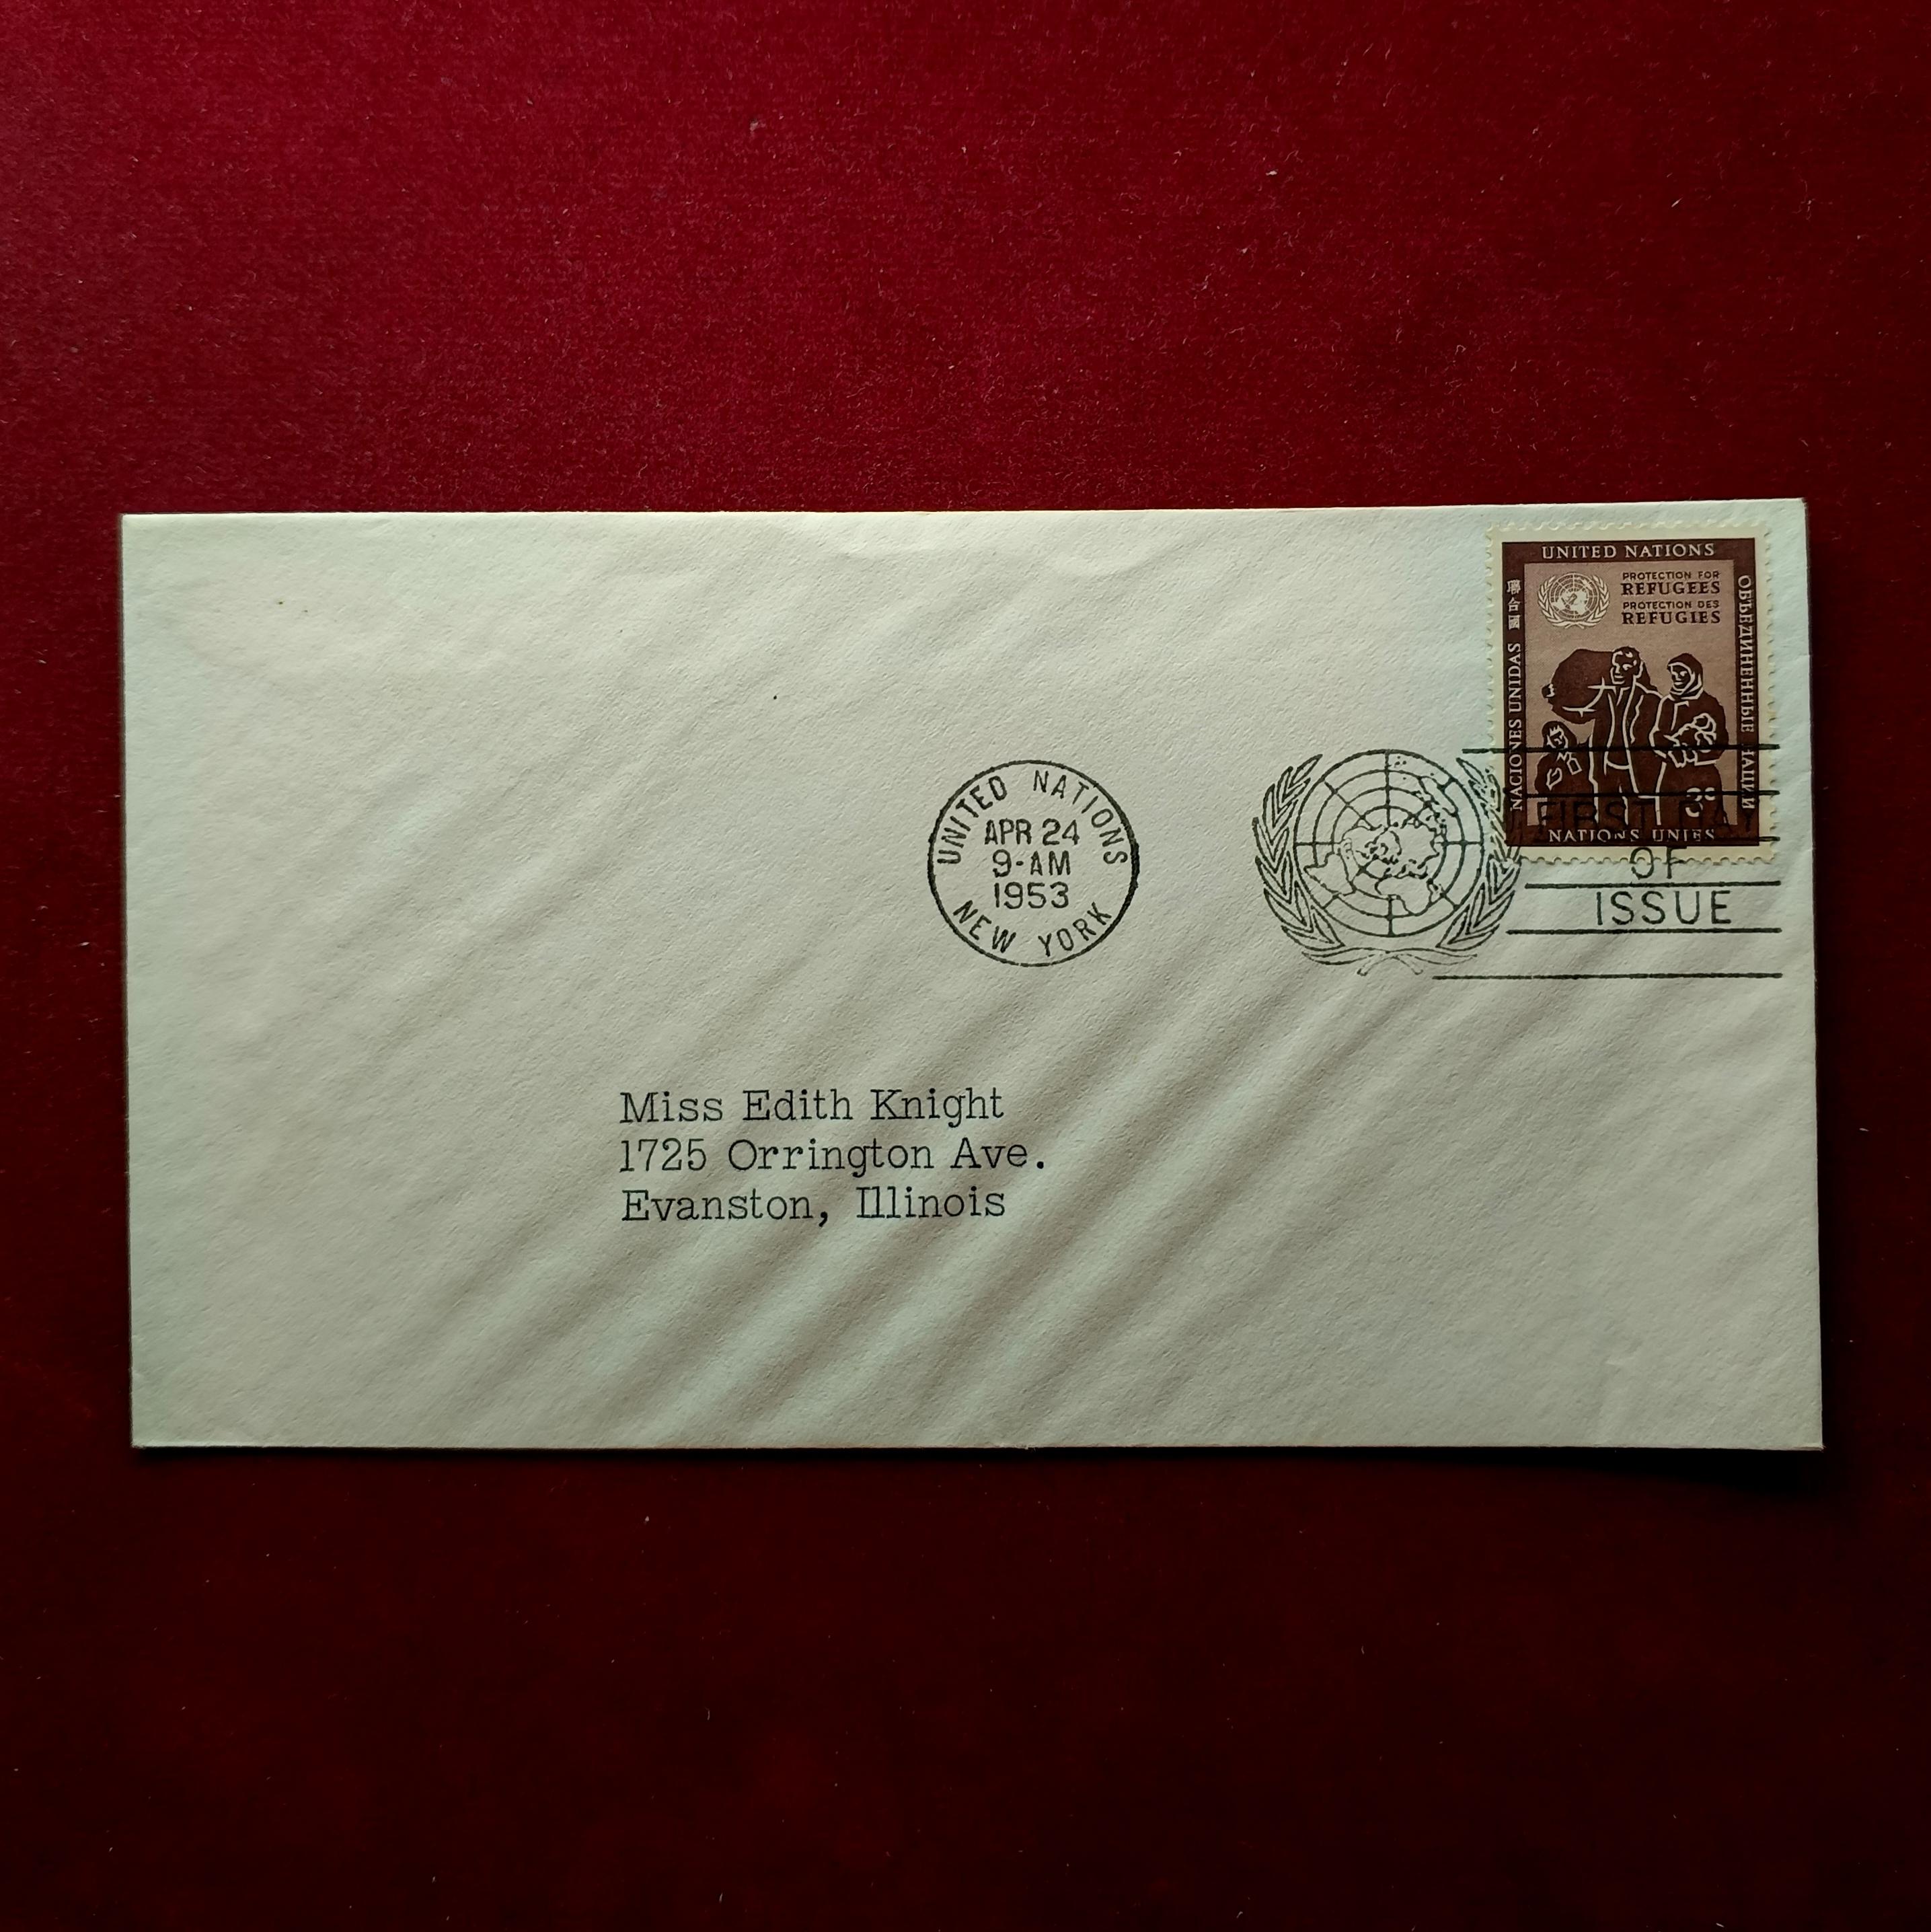 UNITED NATIONS
PROTECTION FOR
REFUGEES
PROTECTION DES
REFUGIES
聯合國
NACIONES UNIDAS
ОБЪЕДИНЕННЫЕ НАЦИИ
3¢
NATIONS UNIES
UNITED NATIONS
APR 24
9-AM
1953
NEW YORK
FIRST DAY
OF
ISSUE
Miss Edith Knight
1725 Orrington Ave.
Evanston, Illinois